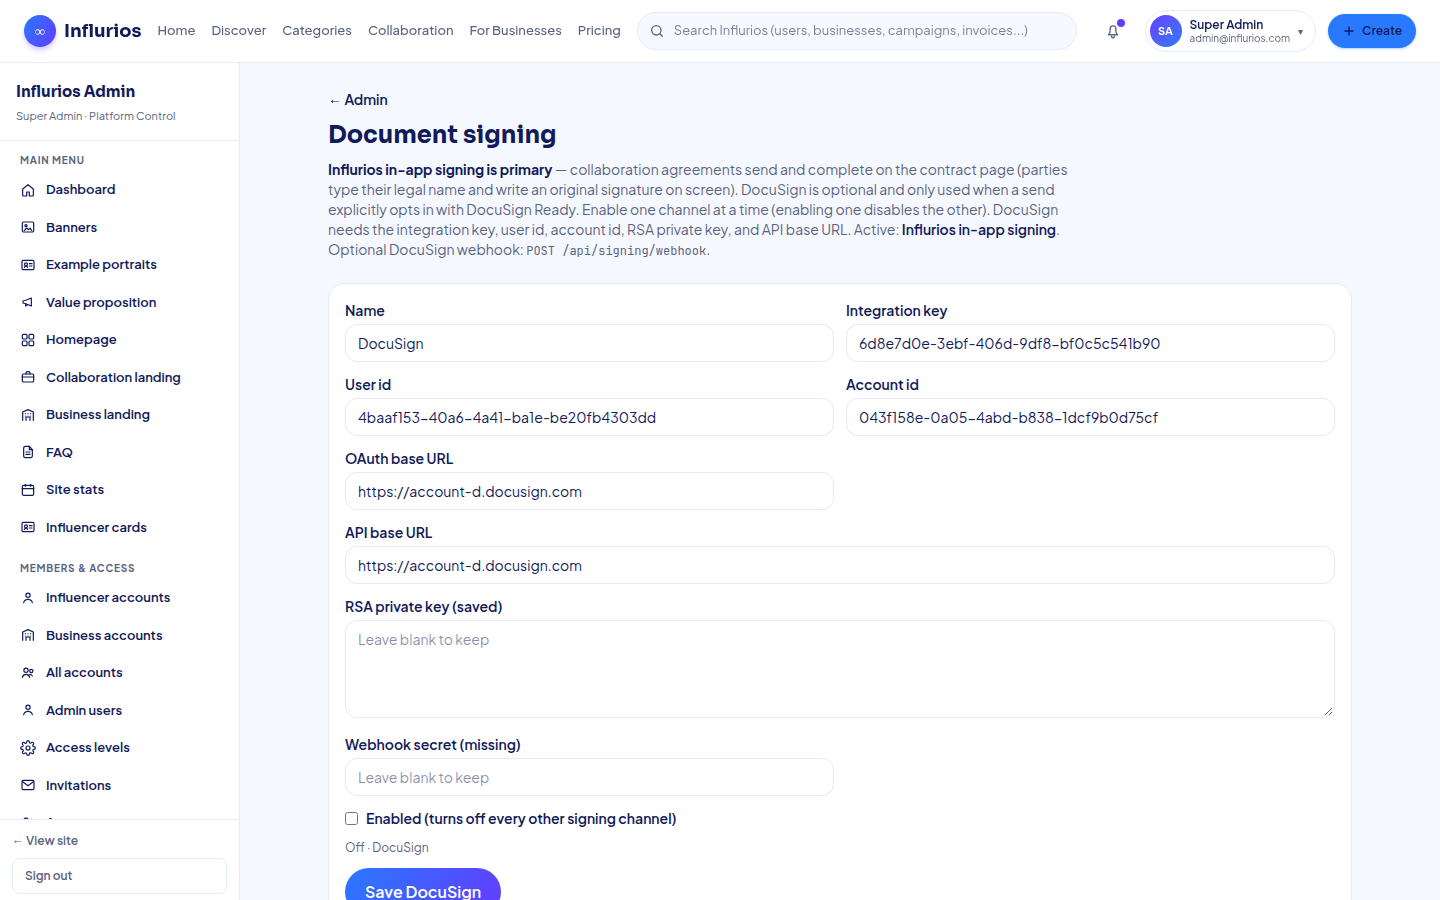 ∞ Influrios Home Discover Categories Collaboration For Businesses Pricing Search Influrios (users, businesses, campaigns, invoices...) SA Super Admin ▾ + Create
admin@influrios.com
Influrios Admin
Super Admin · Platform Control
MAIN MENU
Dashboard
Banners
Example portraits
Value proposition
Homepage
Collaboration landing
Business landing
FAQ
Site stats
Influencer cards
MEMBERS & ACCESS
Influencer accounts
Business accounts
All accounts
Admin users
Access levels
Invitations
← View site
Sign out
← Admin
Document signing
Influrios in-app signing is primary — collaboration agreements send and complete on the contract page (parties
type their legal name and write an original signature on screen). DocuSign is optional and only used when a send
explicitly opts in with DocuSign Ready. Enable one channel at a time (enabling one disables the other). DocuSign
needs the integration key, user id, account id, RSA private key, and API base URL. Active: Influrios in-app signing.
Optional DocuSign webhook: POST /api/signing/webhook.
Name
DocuSign
Integration key
6d8e7d0e-3ebf-406d-9df8-bf0c5c541b90
User id
4baaf153-40a6-4a41-ba1e-be20fb4303dd
Account id
043f158e-0a05-4abd-b838-1dcf9b0d75cf
OAuth base URL
https://account-d.docusign.com
API base URL
https://account-d.docusign.com
RSA private key (saved)
Leave blank to keep
Webhook secret (missing)
Leave blank to keep
Enabled (turns off every other signing channel)
Off · DocuSign
Save DocuSign